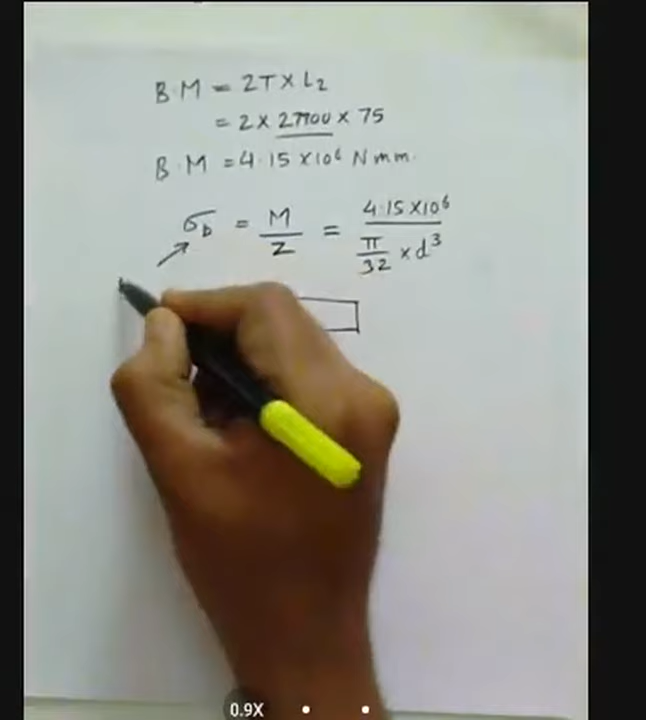 B.M = 2T × L2
= 2 × 27700 × 75
B.M = 4.15 × 10⁶ N mm.
σb = M/Z = 4.15 × 10⁶ / (π/32 × d³)
0.9X